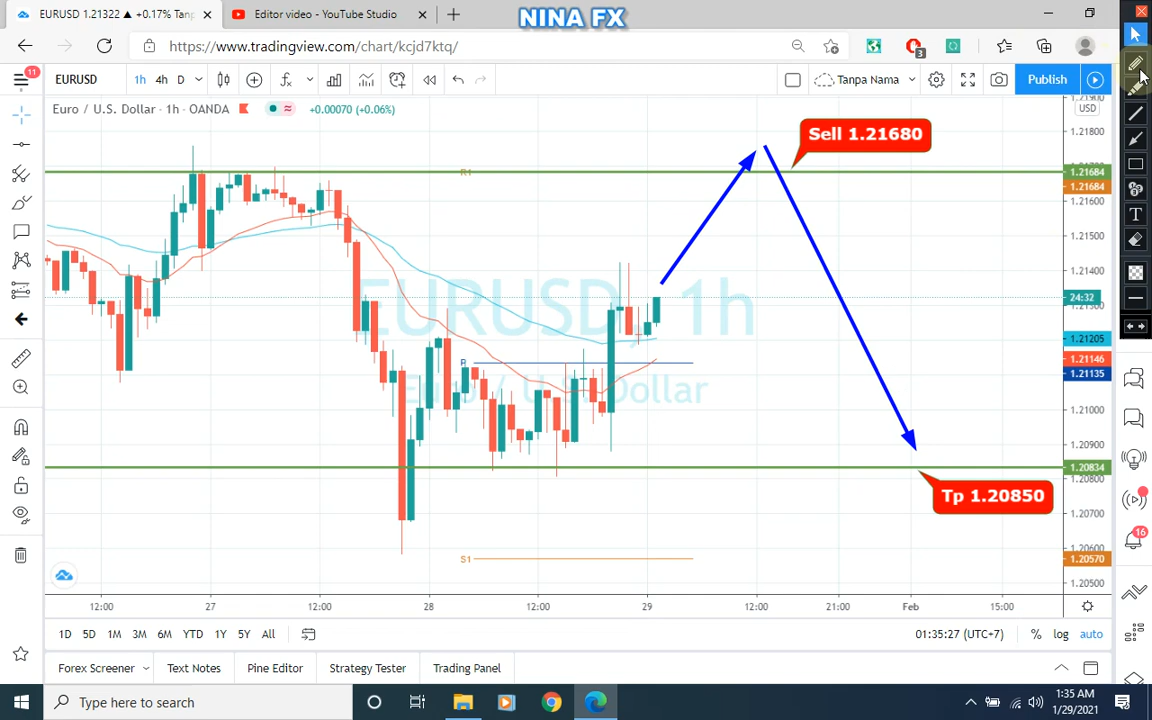 EURUSD 1.21322 ▲ +0.17% Tanp
Editor video - YouTube Studio
NINA FX
https://www.tradingview.com/chart/kcjd7ktq/
3
11
EURUSD
1h 4h D
Tanpa Nama
Publish
Euro / U.S. Dollar · 1h · OANDA
+0.00070 (+0.06%)
USD
1.21800
Sell 1.21680
R1
1.21684
1.21684
1.21600
1.21500
1.21400
24:32
EURUSD, 1h
Euro / U.S. Dollar
P
1.21205
1.21146
1.21135
1.21000
1.20900
1.20834
1.20800
Tp 1.20850
1.20700
S1
1.20570
1.20500
12:00 27 12:00 28 12:00 29 12:00 21:00 Feb 15:00
16
T
1D 5D 1M 3M 6M YTD 1Y 5Y All
01:35:27 (UTC+7)
% log auto
Forex Screener
Text Notes
Pine Editor
Strategy Tester
Trading Panel
Type here to search
1:35 AM
1/29/2021